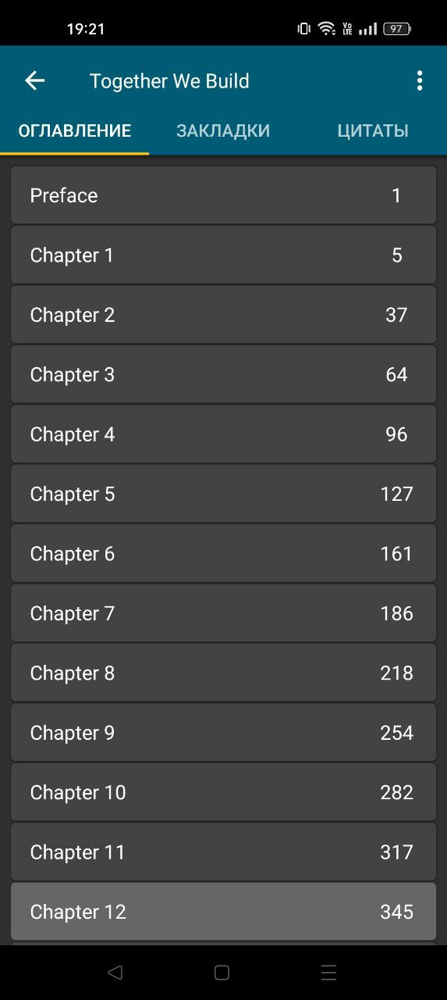 19:21 Vo LTE 97
Together We Build
ОГЛАВЛЕНИЕ ЗАКЛАДКИ ЦИТАТЫ
Preface 1
Chapter 1 5
Chapter 2 37
Chapter 3 64
Chapter 4 96
Chapter 5 127
Chapter 6 161
Chapter 7 186
Chapter 8 218
Chapter 9 254
Chapter 10 282
Chapter 11 317
Chapter 12 345